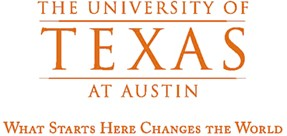 THE UNIVERSITY OF
TEXAS
AT AUSTIN
WHAT STARTS HERE CHANGES THE WORLD